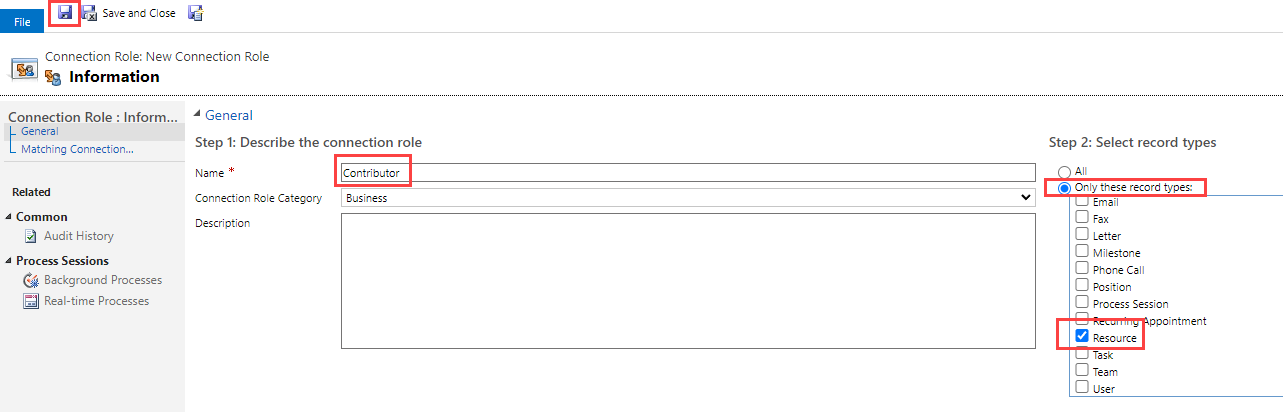 File
Save and Close
Connection Role: New Connection Role
Information
Connection Role : Inform...
General
Matching Connection...
Related
Common
Audit History
Process Sessions
Background Processes
Real-time Processes
General
Step 1: Describe the connection role
Name *
Contributor
Connection Role Category
Business
Description
Step 2: Select record types
All
Only these record types:
Email
Fax
Letter
Milestone
Phone Call
Position
Process Session
Recurring Appointment
Resource
Task
Team
User